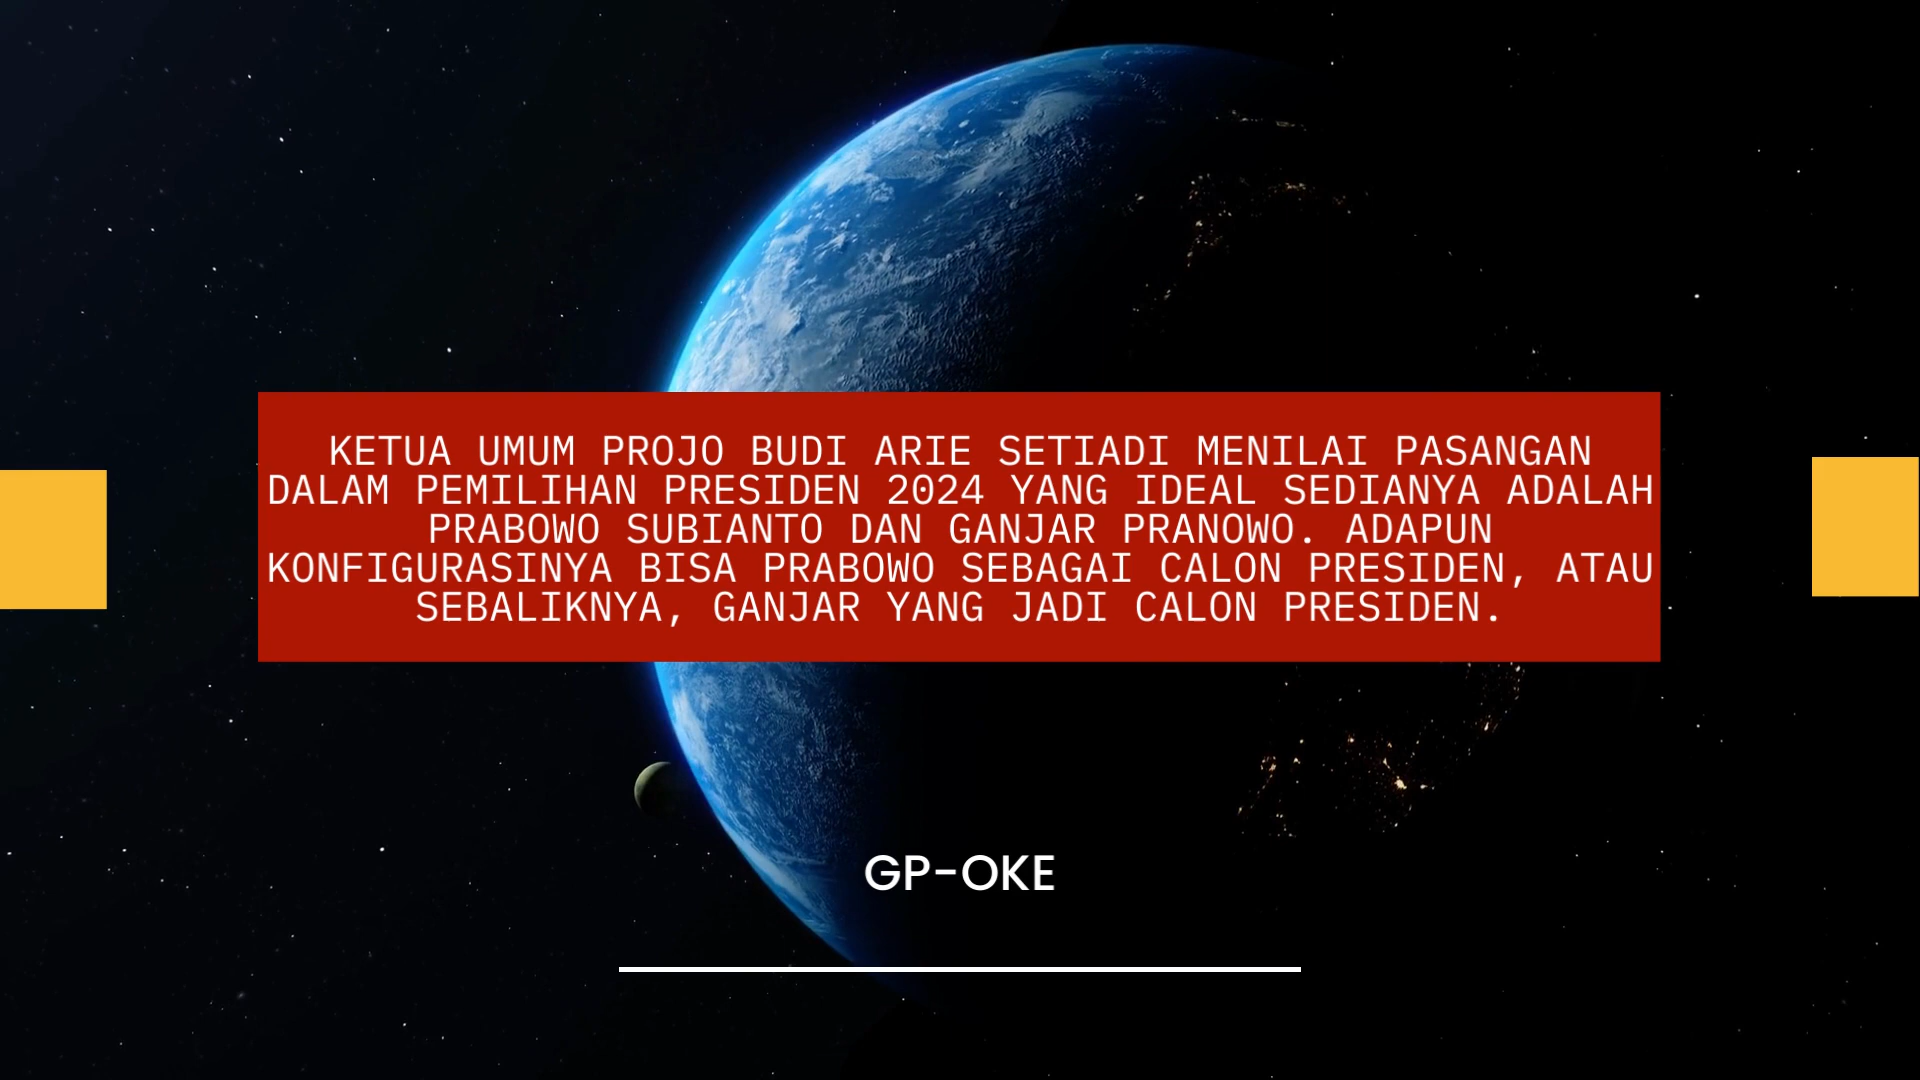 KETUA UMUM PROJO BUDI ARIE SETIADI MENILAI PASANGAN
DALAM PEMILIHAN PRESIDEN 2024 YANG IDEAL SEDIANYA ADALAH
PRABOWO SUBIANTO DAN GANJAR PRANOWO. ADAPUN
KONFIGURASINYA BISA PRABOWO SEBAGAI CALON PRESIDEN, ATAU
SEBALIKNYA, GANJAR YANG JADI CALON PRESIDEN.
GP-OKE